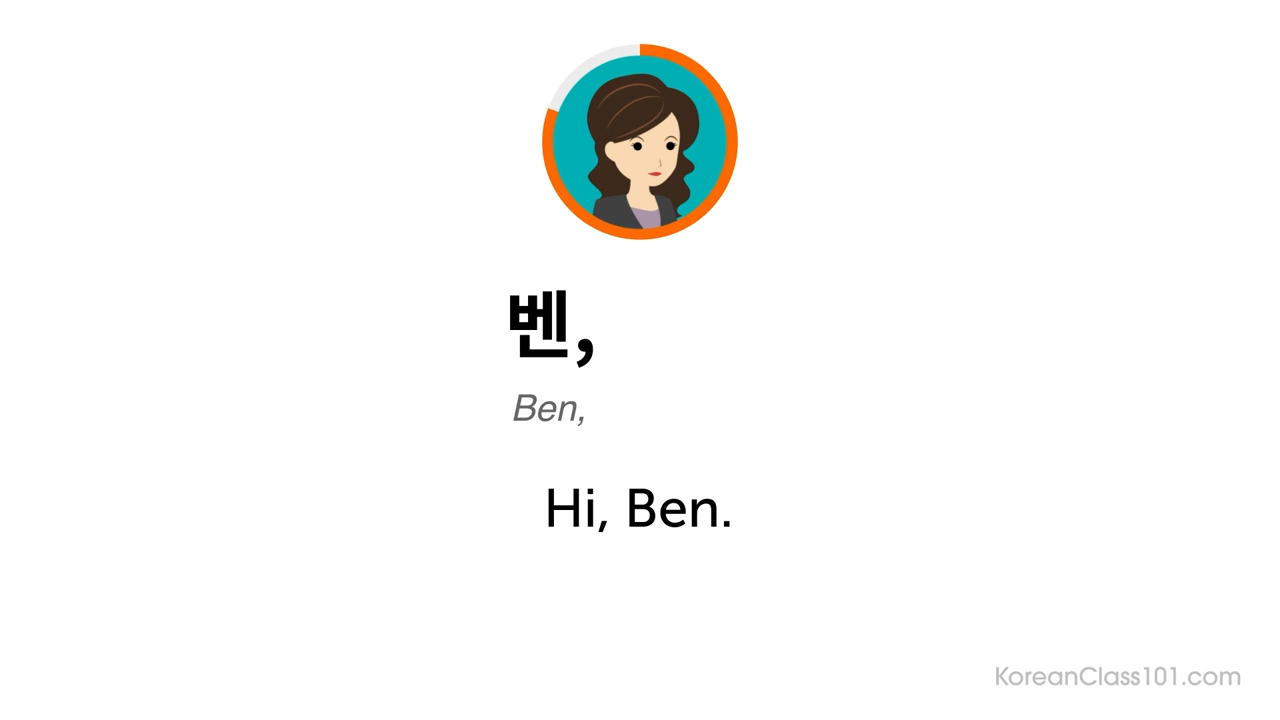 벤,
Ben,
Hi, Ben.
KoreanClass101.com